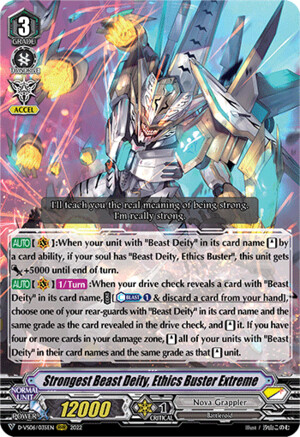 3
GRADE
ACCEL
I'll teach you the real meaning of being strong.
I'm really strong.
AUTO 1:When your unit with "Beast Deity" in its card name [ ] by
a card ability, if your soul has "Beast Deity, Ethics Buster", this unit gets
+5000 until end of turn.
AUTO 1/Turn :When your drive check reveals a card with "Beast
Deity" in its card name, BLAST 1 & discard a card from your hand),
choose one of your rear-guards with "Beast Deity" in its card name and the
same grade as the card revealed in the drive check, and [ ] it. If you have
four or more cards in your damage zone, [ ] all of your units with "Beast
Deity" in their card names and the same grade as that [ ] unit.
NORMAL
UNIT
Strongest Beast Deity, Ethics Buster Extreme
POWER
12000
1
CRITICAL
Nova Grappler
Battleroid
D-VS06/035EN RRR 2022